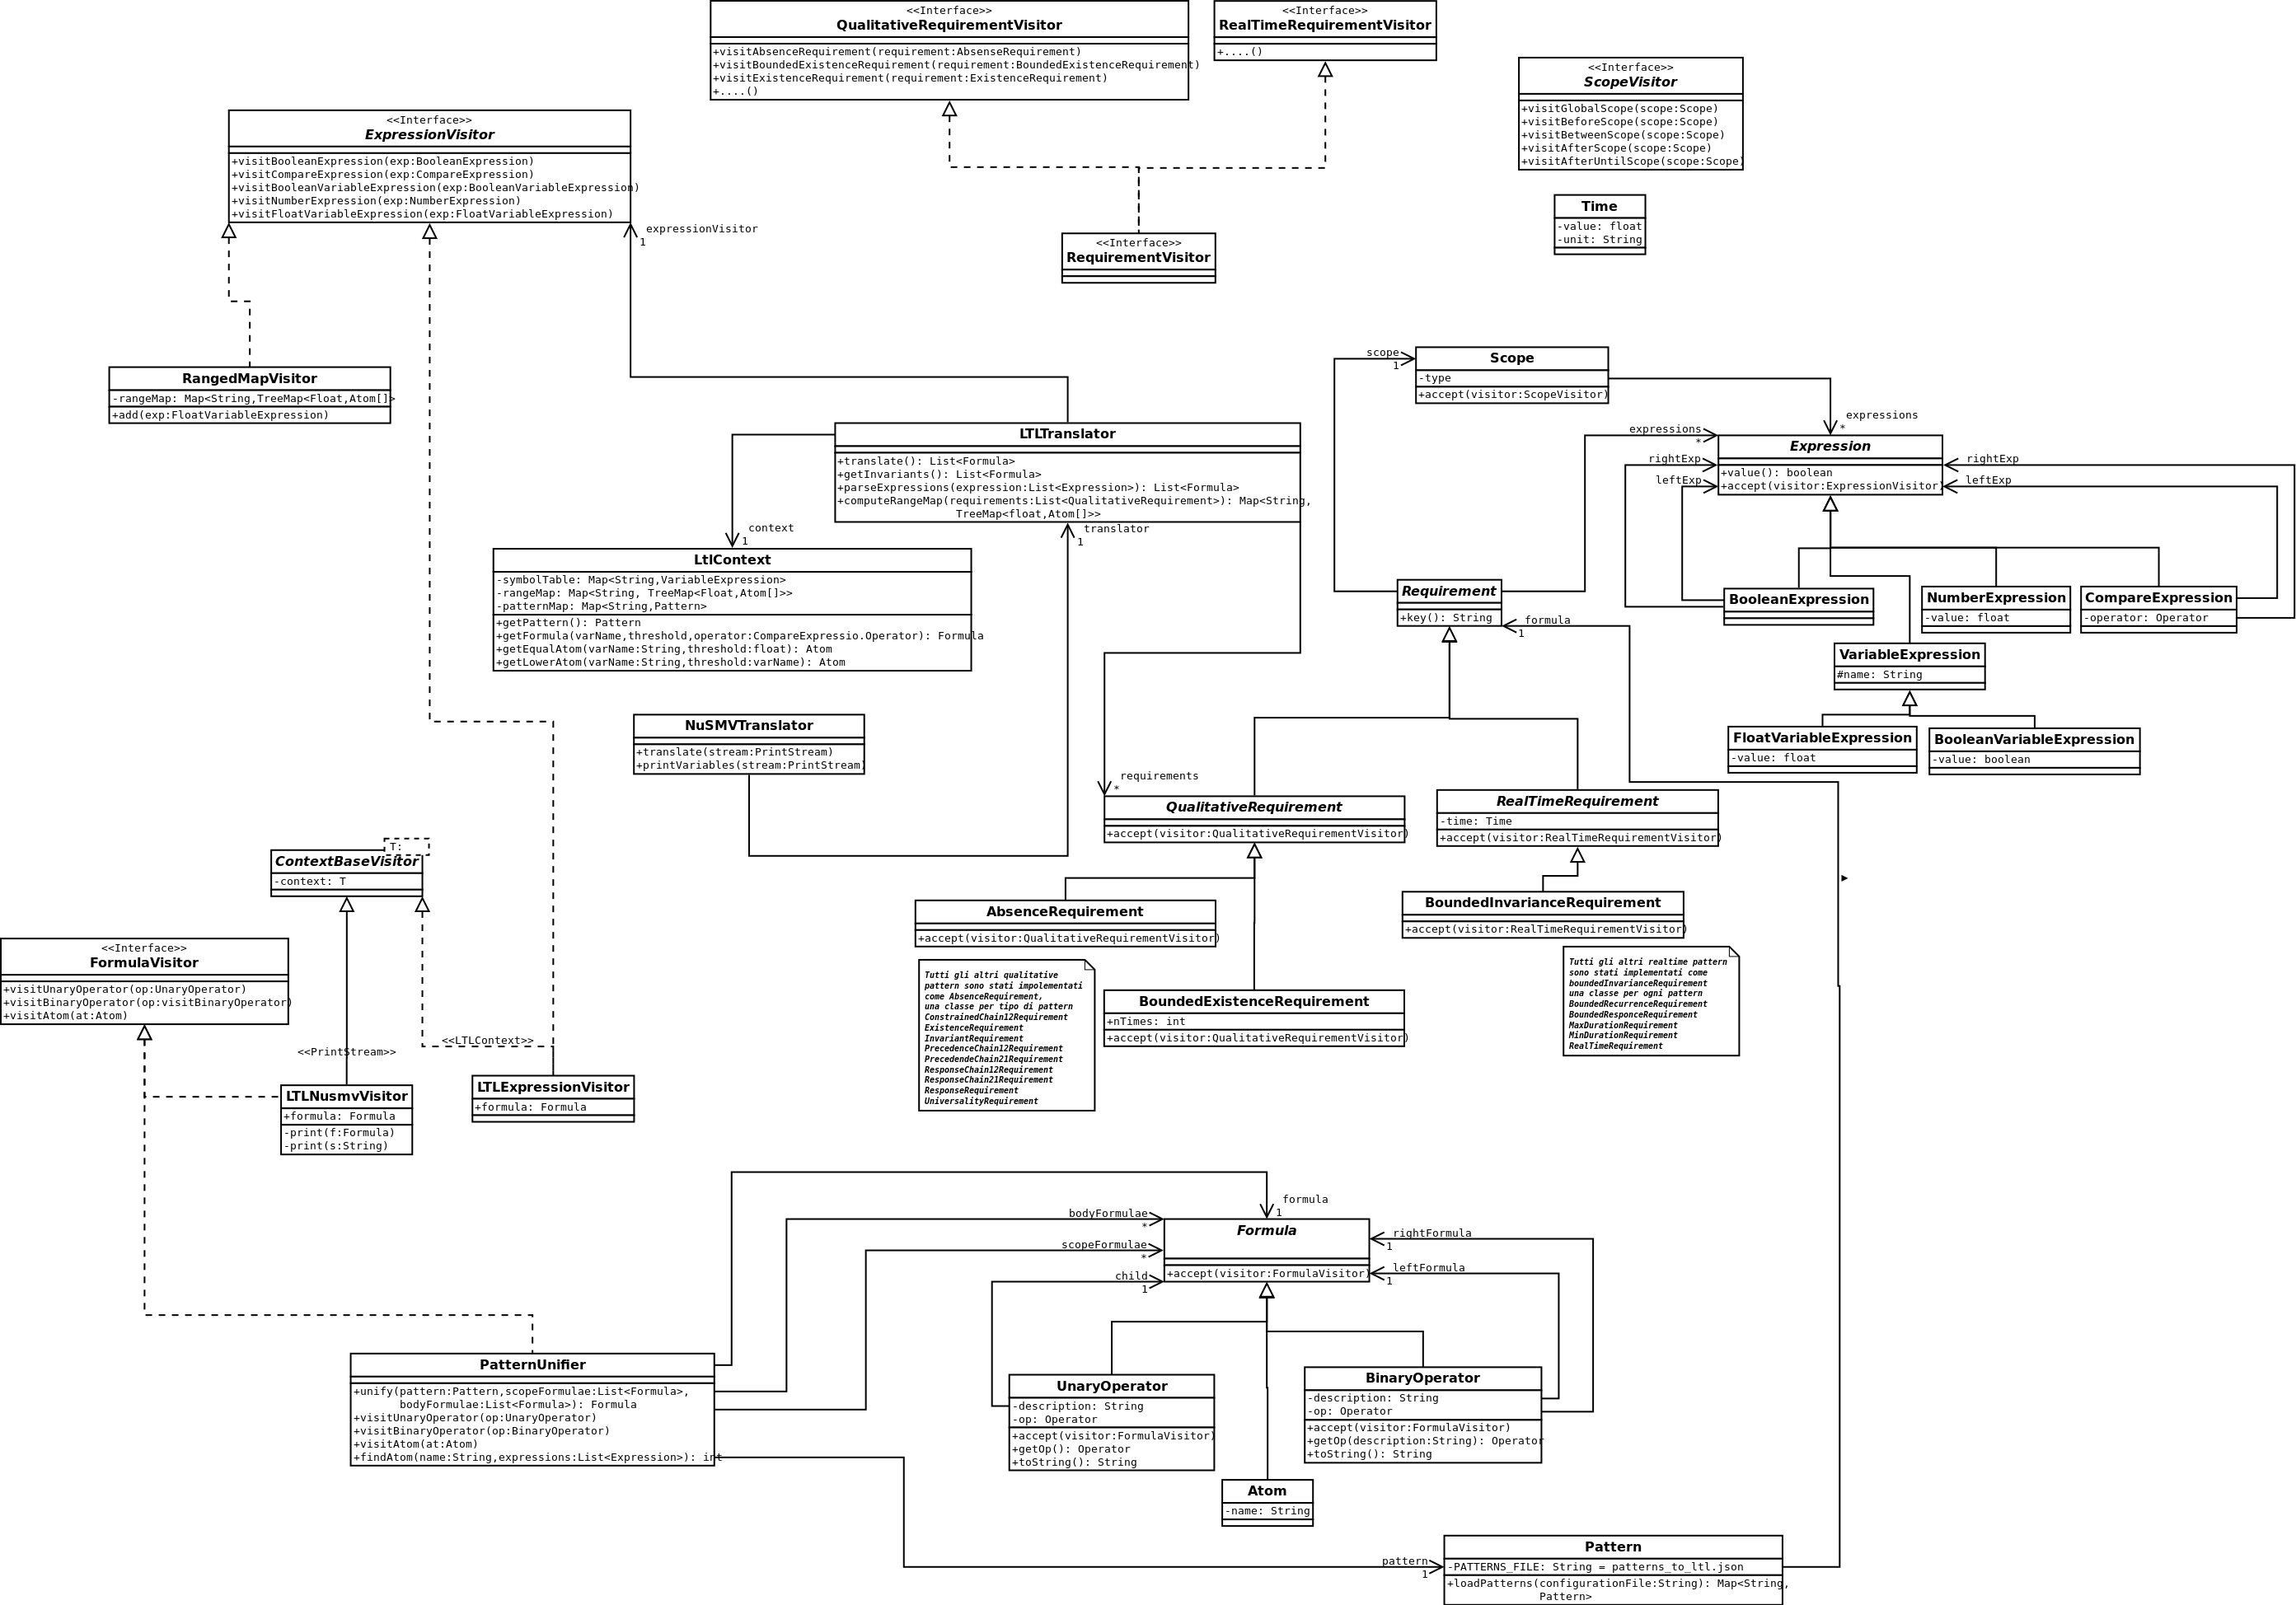 <<Interface>>
QualitativeRequirementVisitor
+visitAbsenceRequirement(requirement:AbsenseRequirement)
+visitBoundedExistenceRequirement(requirement:BoundedExistenceRequirement)
+visitExistenceRequirement(requirement:ExistenceRequirement)
+....()
<<Interface>>
RealTimeRequirementVisitor
+....()
<<Interface>>
ScopeVisitor
+visitGlobalScope(scope:Scope)
+visitBeforeScope(scope:Scope)
+visitBetweenScope(scope:Scope)
+visitAfterScope(scope:Scope)
+visitAfterUntilScope(scope:Scope)
<<Interface>>
ExpressionVisitor
+visitBooleanExpression(exp:BooleanExpression)
+visitCompareExpression(exp:CompareExpression)
+visitBooleanVariableExpression(exp:BooleanVariableExpression)
+visitNumberExpression(exp:NumberExpression)
+visitFloatVariableExpression(exp:FloatVariableExpression)
expressionVisitor
1
Time
-value: float
-unit: String
<<Interface>>
RequirementVisitor
RangedMapVisitor
-rangeMap: Map<String,TreeMap<Float,Atom[]>
+add(exp:FloatVariableExpression)
scope
1
Scope
-type
+accept(visitor:ScopeVisitor)
expressions
*
LTLTranslator
+translate(): List<Formula>
+getInvariants(): List<Formula>
+parseExpressions(expression:List<Expression>): List<Formula>
+computeRangeMap(requirements:List<QualitativeRequirement>): Map<String,
TreeMap<float,Atom[]>>
expressions
*
rightExp
leftExp
Expression
+value(): boolean
+accept(visitor:ExpressionVisitor)
rightExp
leftExp
context
1
translator
1
LtlContext
-symbolTable: Map<String,VariableExpression>
-rangeMap: Map<String, TreeMap<Float,Atom[]>>
-patternMap: Map<String,Pattern>
+getPattern(): Pattern
+getFormula(varName,threshold,operator:CompareExpressio.Operator): Formula
+getEqualAtom(varName:String,threshold:float): Atom
+getLowerAtom(varName:String,threshold:varName): Atom
Requirement
+key(): String
formula
1
BooleanExpression
NumberExpression
-value: float
CompareExpression
-operator: Operator
VariableExpression
#name: String
FloatVariableExpression
-value: float
BooleanVariableExpression
-value: boolean
NuSMVTranslator
+translate(stream:PrintStream)
+printVariables(stream:PrintStream)
requirements
*
QualitativeRequirement
+accept(visitor:QualitativeRequirementVisitor)
RealTimeRequirement
-time: Time
+accept(visitor:RealTimeRequirementVisitor)
T:
ContextBaseVisitor
-context: T
AbsenceRequirement
+accept(visitor:QualitativeRequirementVisitor)
BoundedInvarianceRequirement
+accept(visitor:RealTimeRequirementVisitor)
<<Interface>>
FormulaVisitor
+visitUnaryOperator(op:UnaryOperator)
+visitBinaryOperator(op:visitBinaryOperator)
+visitAtom(at:Atom)
Tutti gli altri qualitative
pattern sono stati impolementati
come AbsenceRequirement,
una classe per tipo di pattern
ConstrainedChain12Requirement
ExistenceRequirement
InvariantRequirement
PrecedenceChain12Requirement
PrecedendeChain21Requirement
ResponseChain12Requirement
ResponseChain21Requirement
ResponseRequirement
UniversalityRequirement
BoundedExistenceRequirement
+nTimes: int
+accept(visitor:QualitativeRequirementVisitor)
Tutti gli altri realtime pattern
sono stati implementati come
boundedInvarianceRequirement
una classe per ogni pattern
BoundedRecurrenceRequirement
BoundedResponceRequirement
MaxDurationRequirement
MinDurationRequirement
RealTimeRequirement
<<PrintStream>>
<<LTLContext>>
LTLNusmvVisitor
+formula: Formula
-print(f:Formula)
-print(s:String)
LTLExpressionVisitor
+formula: Formula
formula
1
bodyFormulae
*
scopeFormulae
*
child
1
Formula
+accept(visitor:FormulaVisitor)
rightFormula
1
leftFormula
1
PatternUnifier
+unify(pattern:Pattern,scopeFormulae:List<Formula>,
bodyFormulae:List<Formula>): Formula
+visitUnaryOperator(op:UnaryOperator)
+visitBinaryOperator(op:BinaryOperator)
+visitAtom(at:Atom)
+findAtom(name:String,expressions:List<Expression>): int
UnaryOperator
-description: String
-op: Operator
+accept(visitor:FormulaVisitor)
+getOp(): Operator
+toString(): String
BinaryOperator
-description: String
-op: Operator
+accept(visitor:FormulaVisitor)
+getOp(description:String): Operator
+toString(): String
Atom
-name: String
pattern
1
Pattern
-PATTERNS_FILE: String = patterns_to_ltl.json
+loadPatterns(configurationFile:String): Map<String,
Pattern>